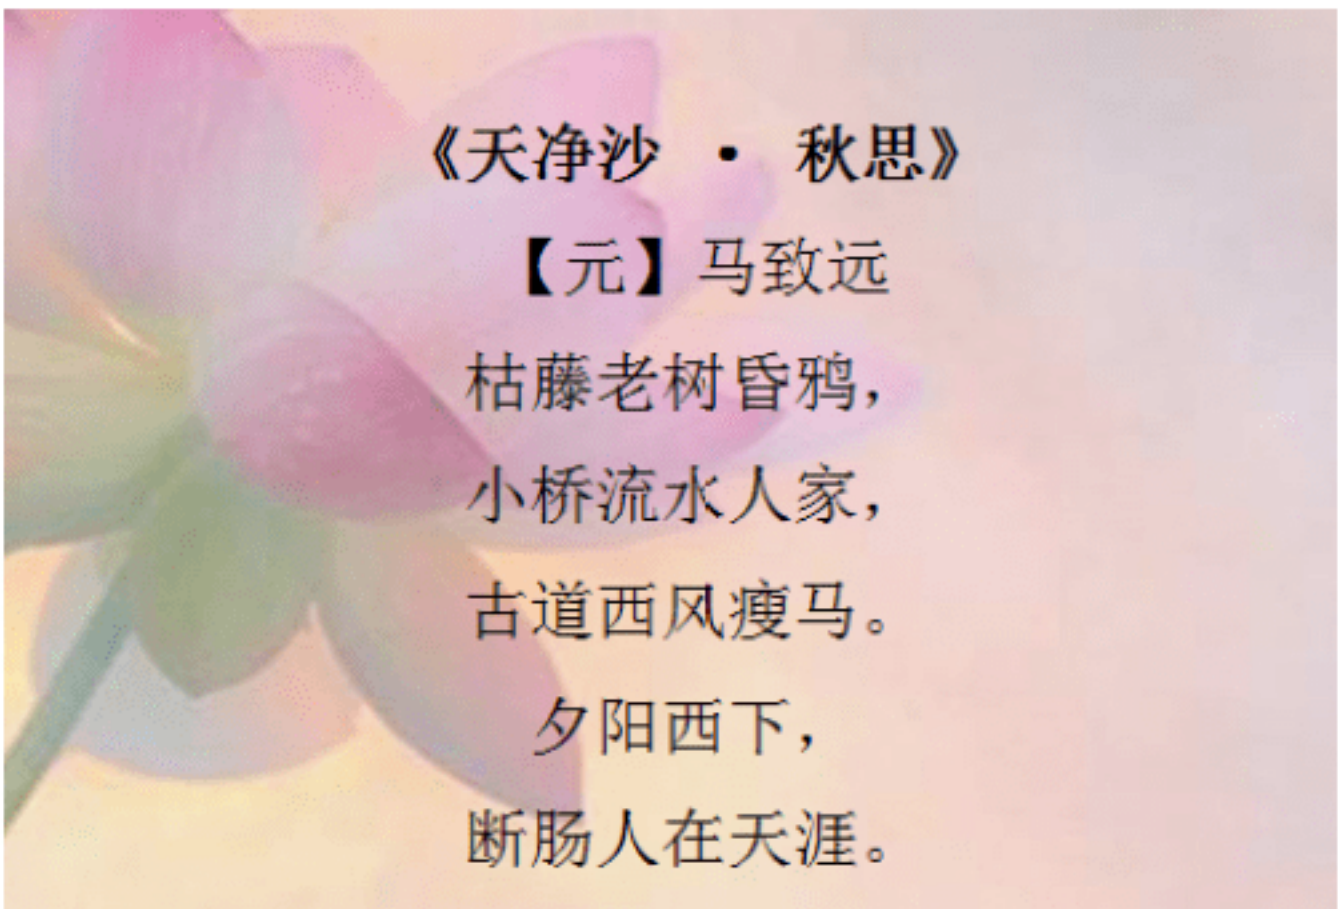 《天净沙 · 秋思》
【元】马致远
枯藤老树昏鸦，
小桥流水人家，
古道西风瘦马。
夕阳西下，
断肠人在天涯。